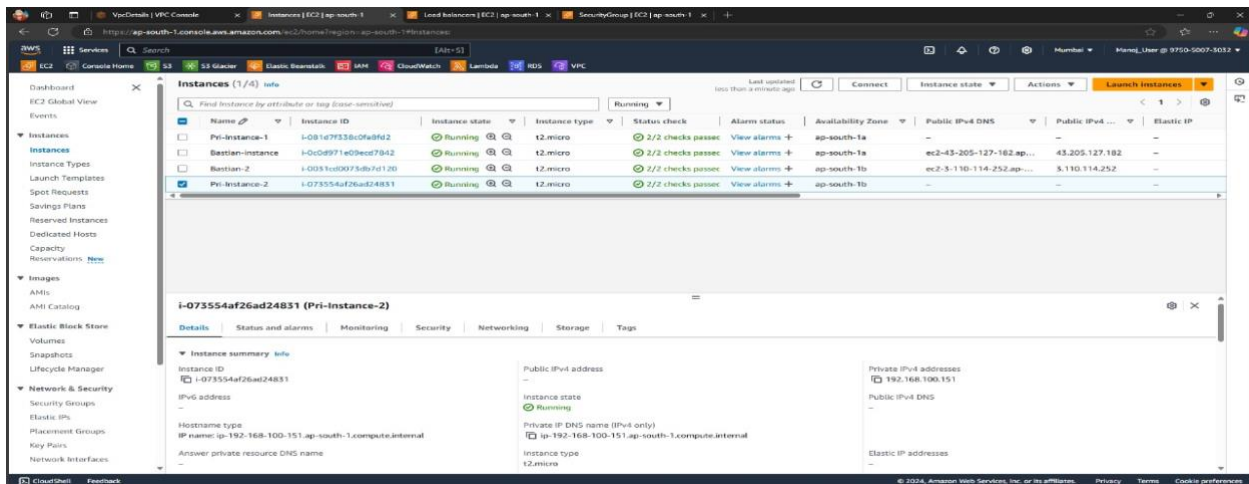 VpcDetails | VPC Console
Instances | EC2 | ap-south-1
Load balancers | EC2 | ap-south-1
SecurityGroup | EC2 | ap-south-1
https://ap-south-1.console.aws.amazon.com/ec2/home?region=ap-south-1#Instances:
aws Services Search [Alt+S] Mumbai Manoj_User @ 9750-5007-3032
EC2 Console Home S3 S3 Glacier Elastic Beanstalk IAM CloudWatch Lambda RDS VPC
Dashboard
EC2 Global View
Events
Instances
Instances
Instance Types
Launch Templates
Spot Requests
Savings Plans
Reserved Instances
Dedicated Hosts
Capacity
Reservations New
Images
AMIs
AMI Catalog
Elastic Block Store
Volumes
Snapshots
Lifecycle Manager
Network & Security
Security Groups
Elastic IPs
Placement Groups
Key Pairs
Network Interfaces
Instances (1/4) Info
Last updated
less than a minute ago
Connect Instance state Actions Launch instances
Find Instance by attribute or tag (case-sensitive) Running 1
Name Instance ID Instance state Instance type Status check Alarm status Availability Zone Public IPv4 DNS Public IPv4 ... Elastic IP
Pri-Instance-1 i-081d7f338c0fa8fd2 Running t2.micro 2/2 checks passec View alarms + ap-south-1a – – –
Bastian-instance i-0c0d971e09ecd7842 Running t2.micro 2/2 checks passec View alarms + ap-south-1a ec2-43-205-127-182.ap... 43.205.127.182 –
Bastian-2 i-0031cd0073db7d120 Running t2.micro 2/2 checks passec View alarms + ap-south-1b ec2-3-110-114-252.ap-... 3.110.114.252 –
Pri-Instance-2 i-073554af26ad24831 Running t2.micro 2/2 checks passec View alarms + ap-south-1b – – –
i-073554af26ad24831 (Pri-Instance-2)
Details Status and alarms Monitoring Security Networking Storage Tags
Instance summary Info
Instance ID Public IPv4 address Private IPv4 addresses
i-073554af26ad24831 – 192.168.100.151
IPv6 address Instance state Public IPv4 DNS
– Running –
Hostname type Private IP DNS name (IPv4 only)
IP name: ip-192-168-100-151.ap-south-1.compute.internal ip-192-168-100-151.ap-south-1.compute.internal
Answer private resource DNS name Instance type Elastic IP addresses
– t2.micro –
CloudShell Feedback © 2024, Amazon Web Services, Inc. or its affiliates. Privacy Terms Cookie preferences